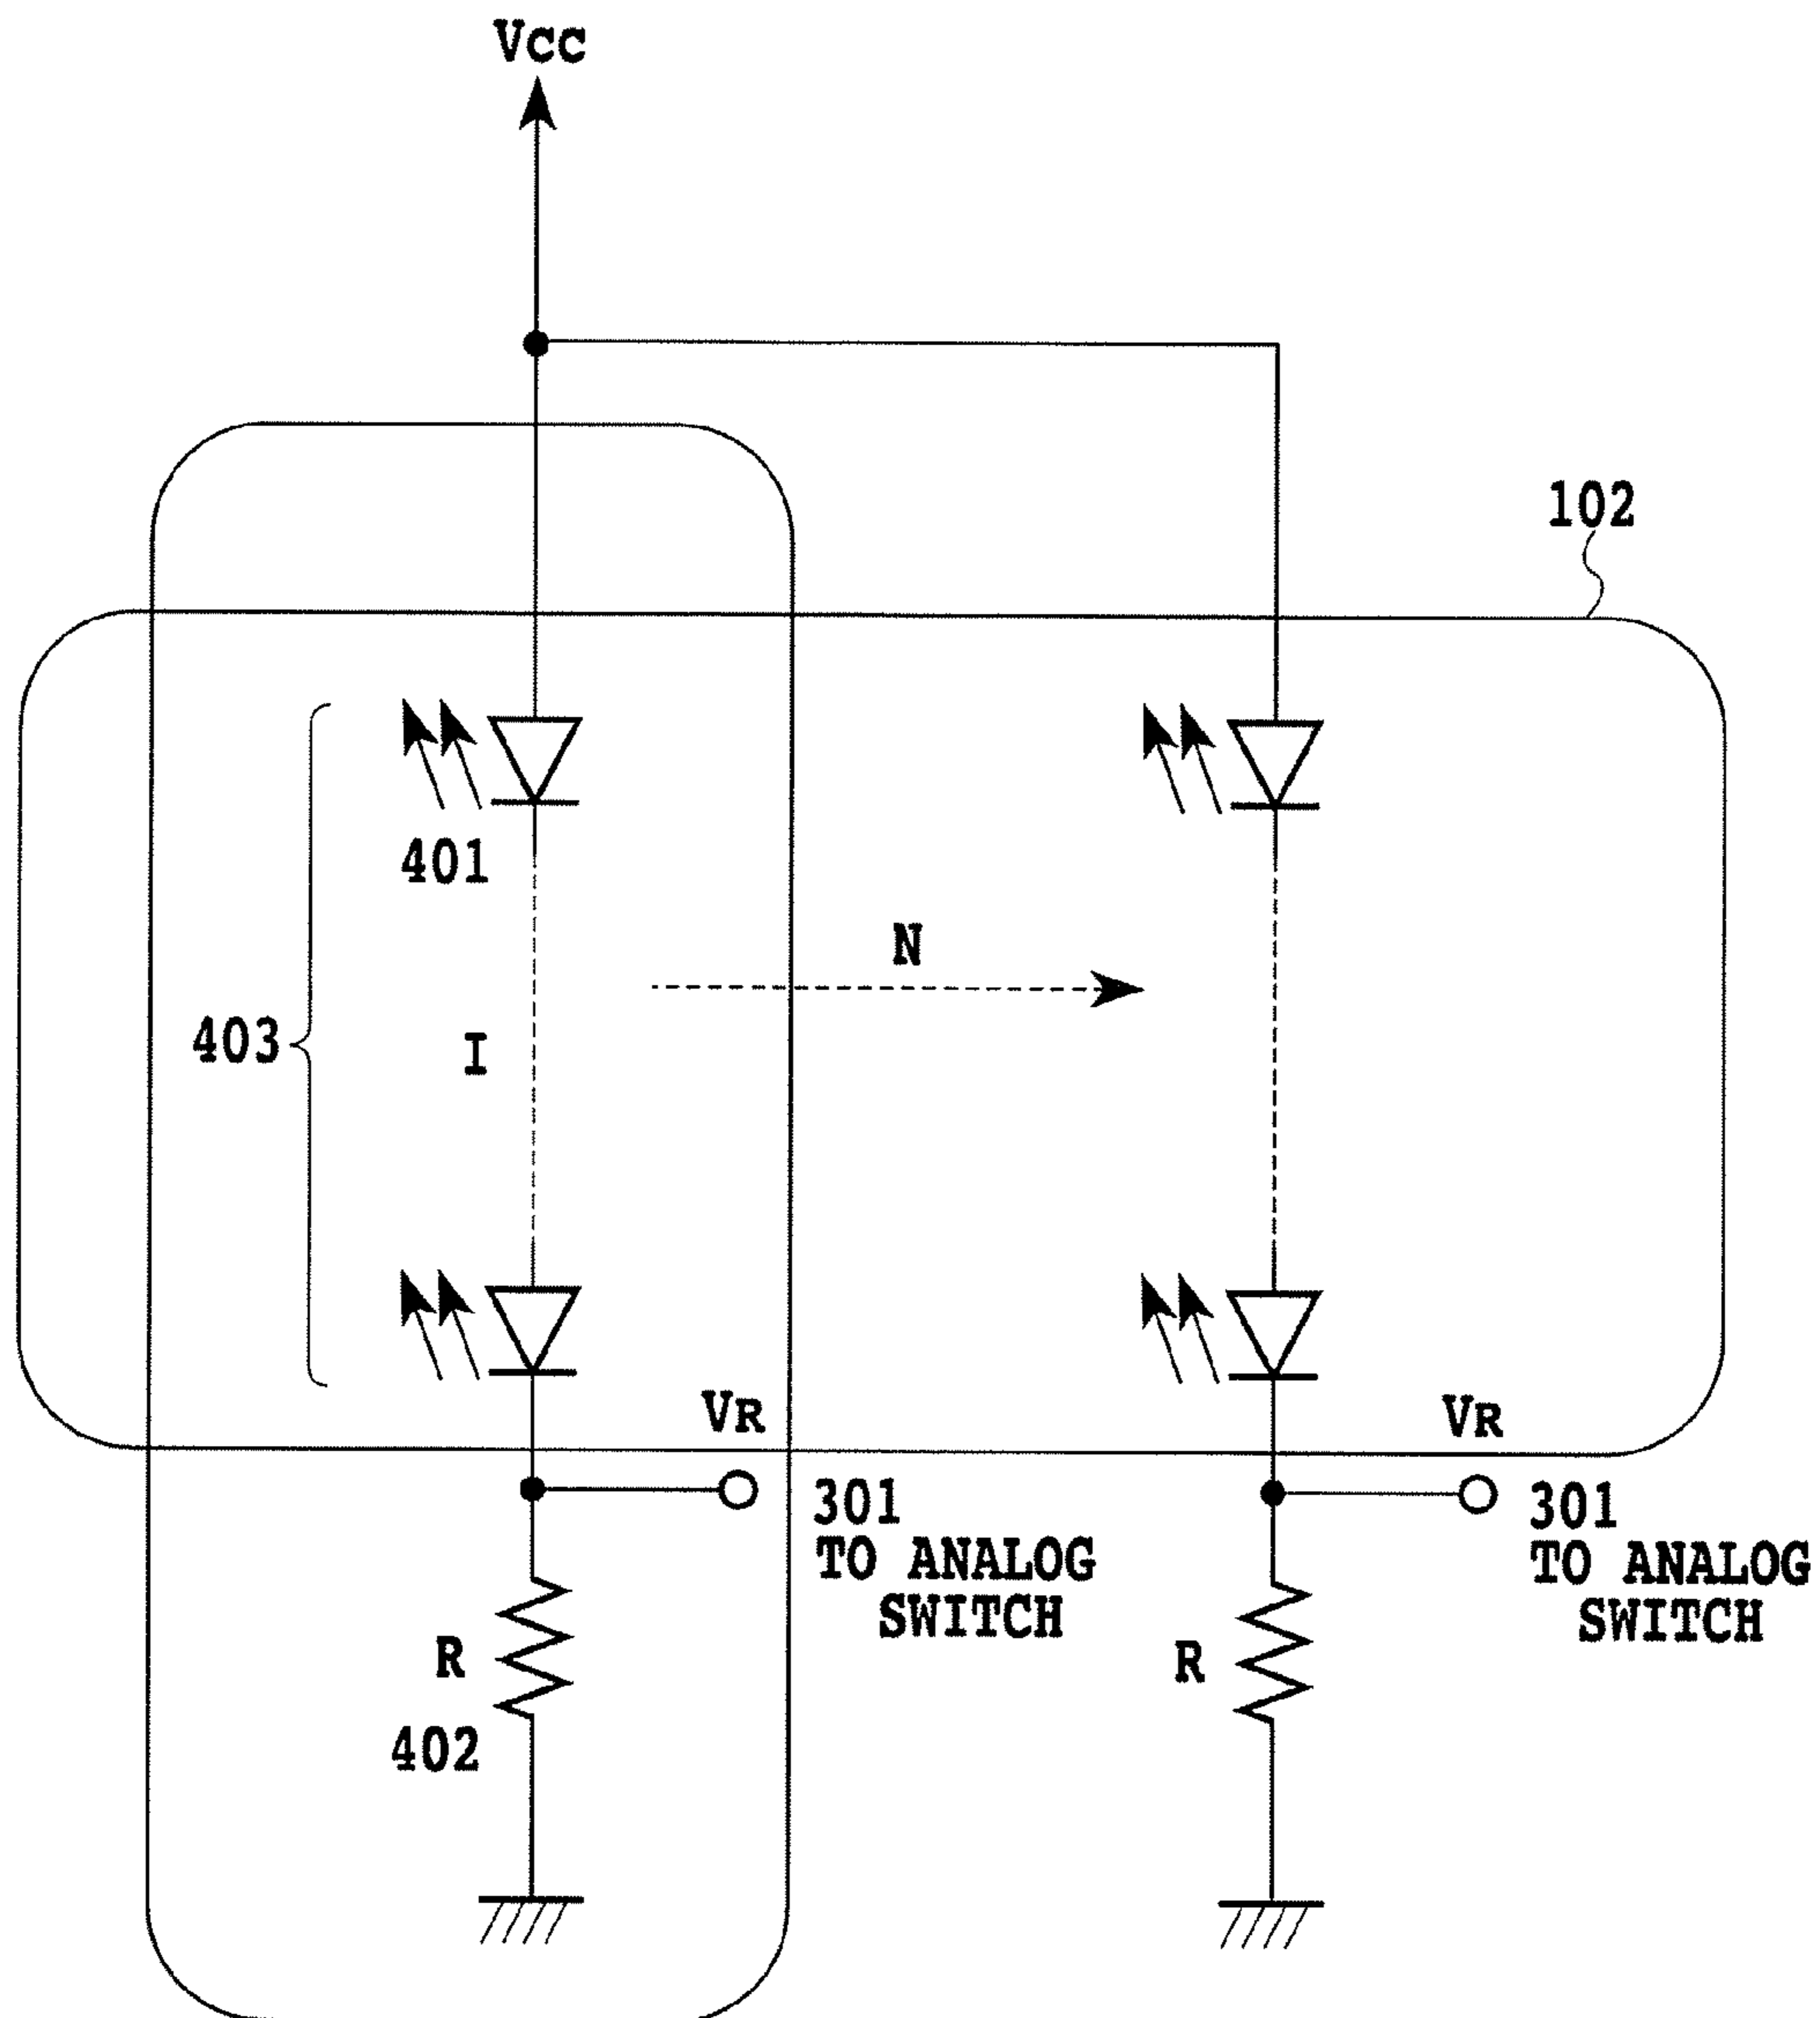 VCC
102
401
N
403
I
VR
VR
301
TO ANALOG
SWITCH
301
TO ANALOG
SWITCH
R
R
402